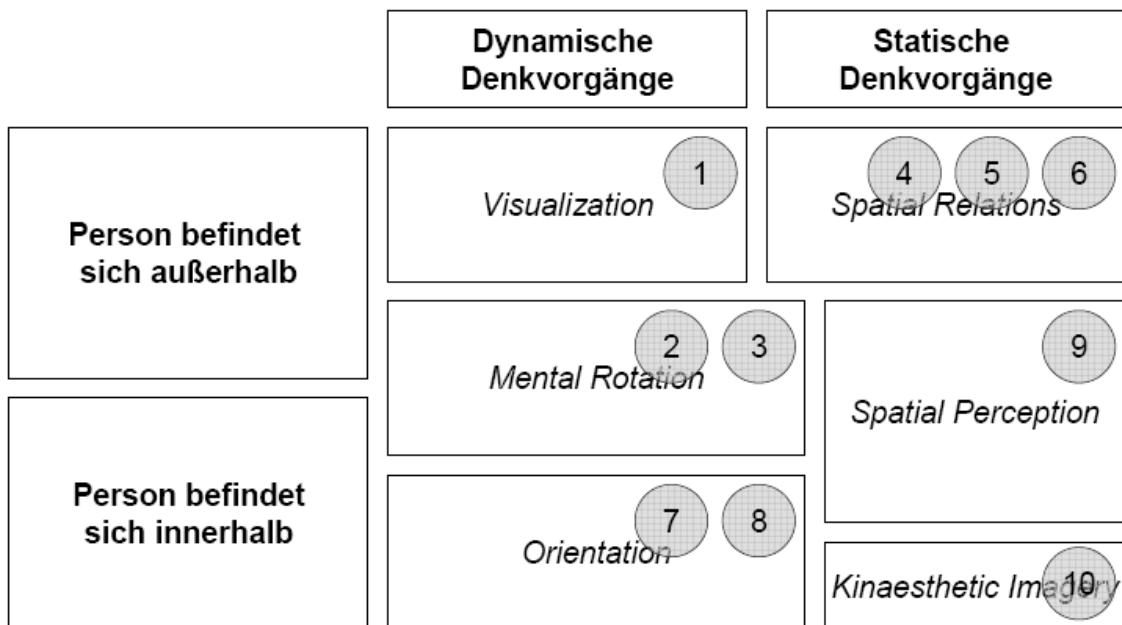 Dynamische
Denkvorgänge
Statische
Denkvorgänge
Person befindet
sich außerhalb
1
Visualization
4 5 6
Spatial Relations
2 3
Mental Rotation
9
Spatial Perception
Person befindet
sich innerhalb
7 8
Orientation
10
Kinaesthetic Imagery